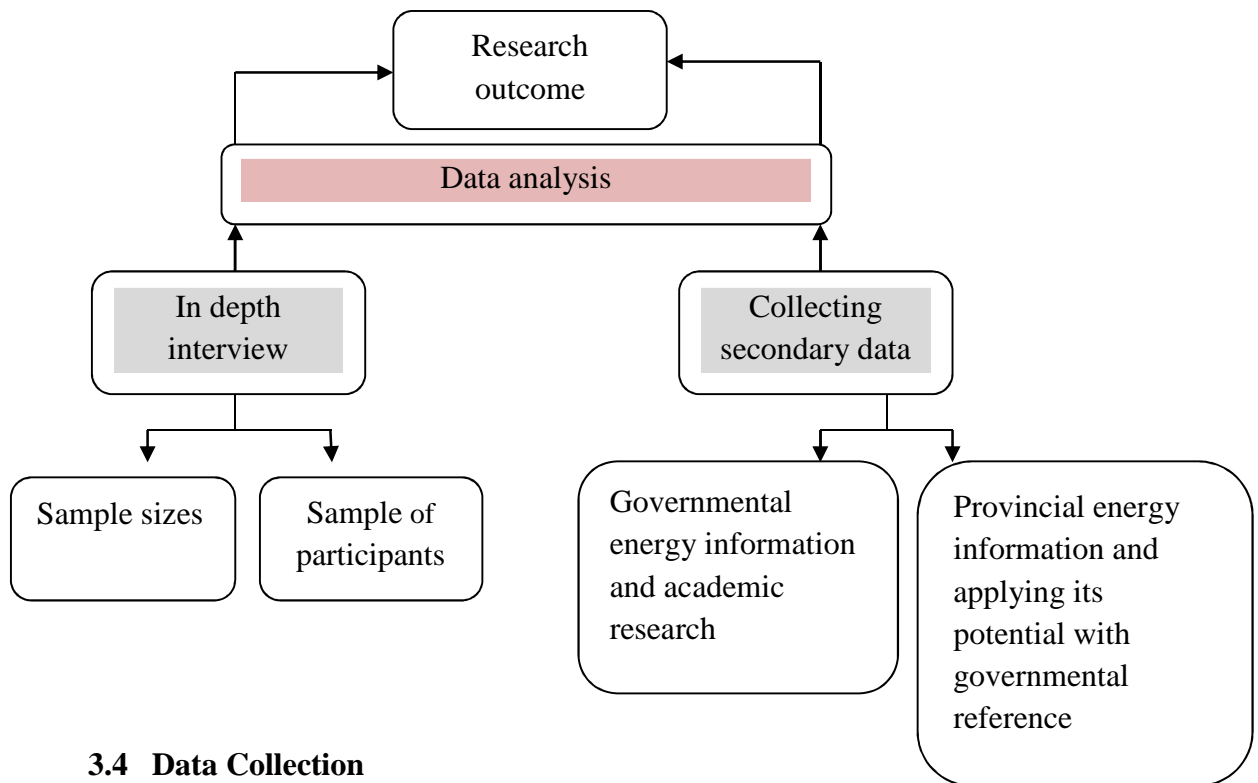 Research
outcome
Data analysis
In depth
interview
Collecting
secondary data
Sample sizes
Sample of
participants
Governmental
energy information
and academic
research
Provincial energy
information and
applying its
potential with
governmental
reference
3.4 Data Collection